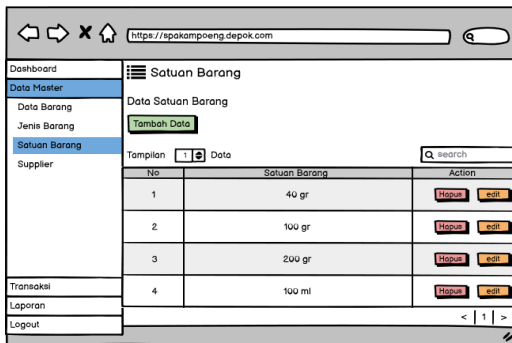 https://spakampoeng.depok.com
Dashboard
Data Master
Data Barang
Jenis Barang
Satuan Barang
Supplier
Transaksi
Laporan
Logout
Satuan Barang
Data Satuan Barang
Tambah Data
Tampilan 1 Data
search
No Satuan Barang Action
1 40 gr Hapus edit
2 100 gr Hapus edit
3 200 gr Hapus edit
4 100 ml Hapus edit
< 1 >